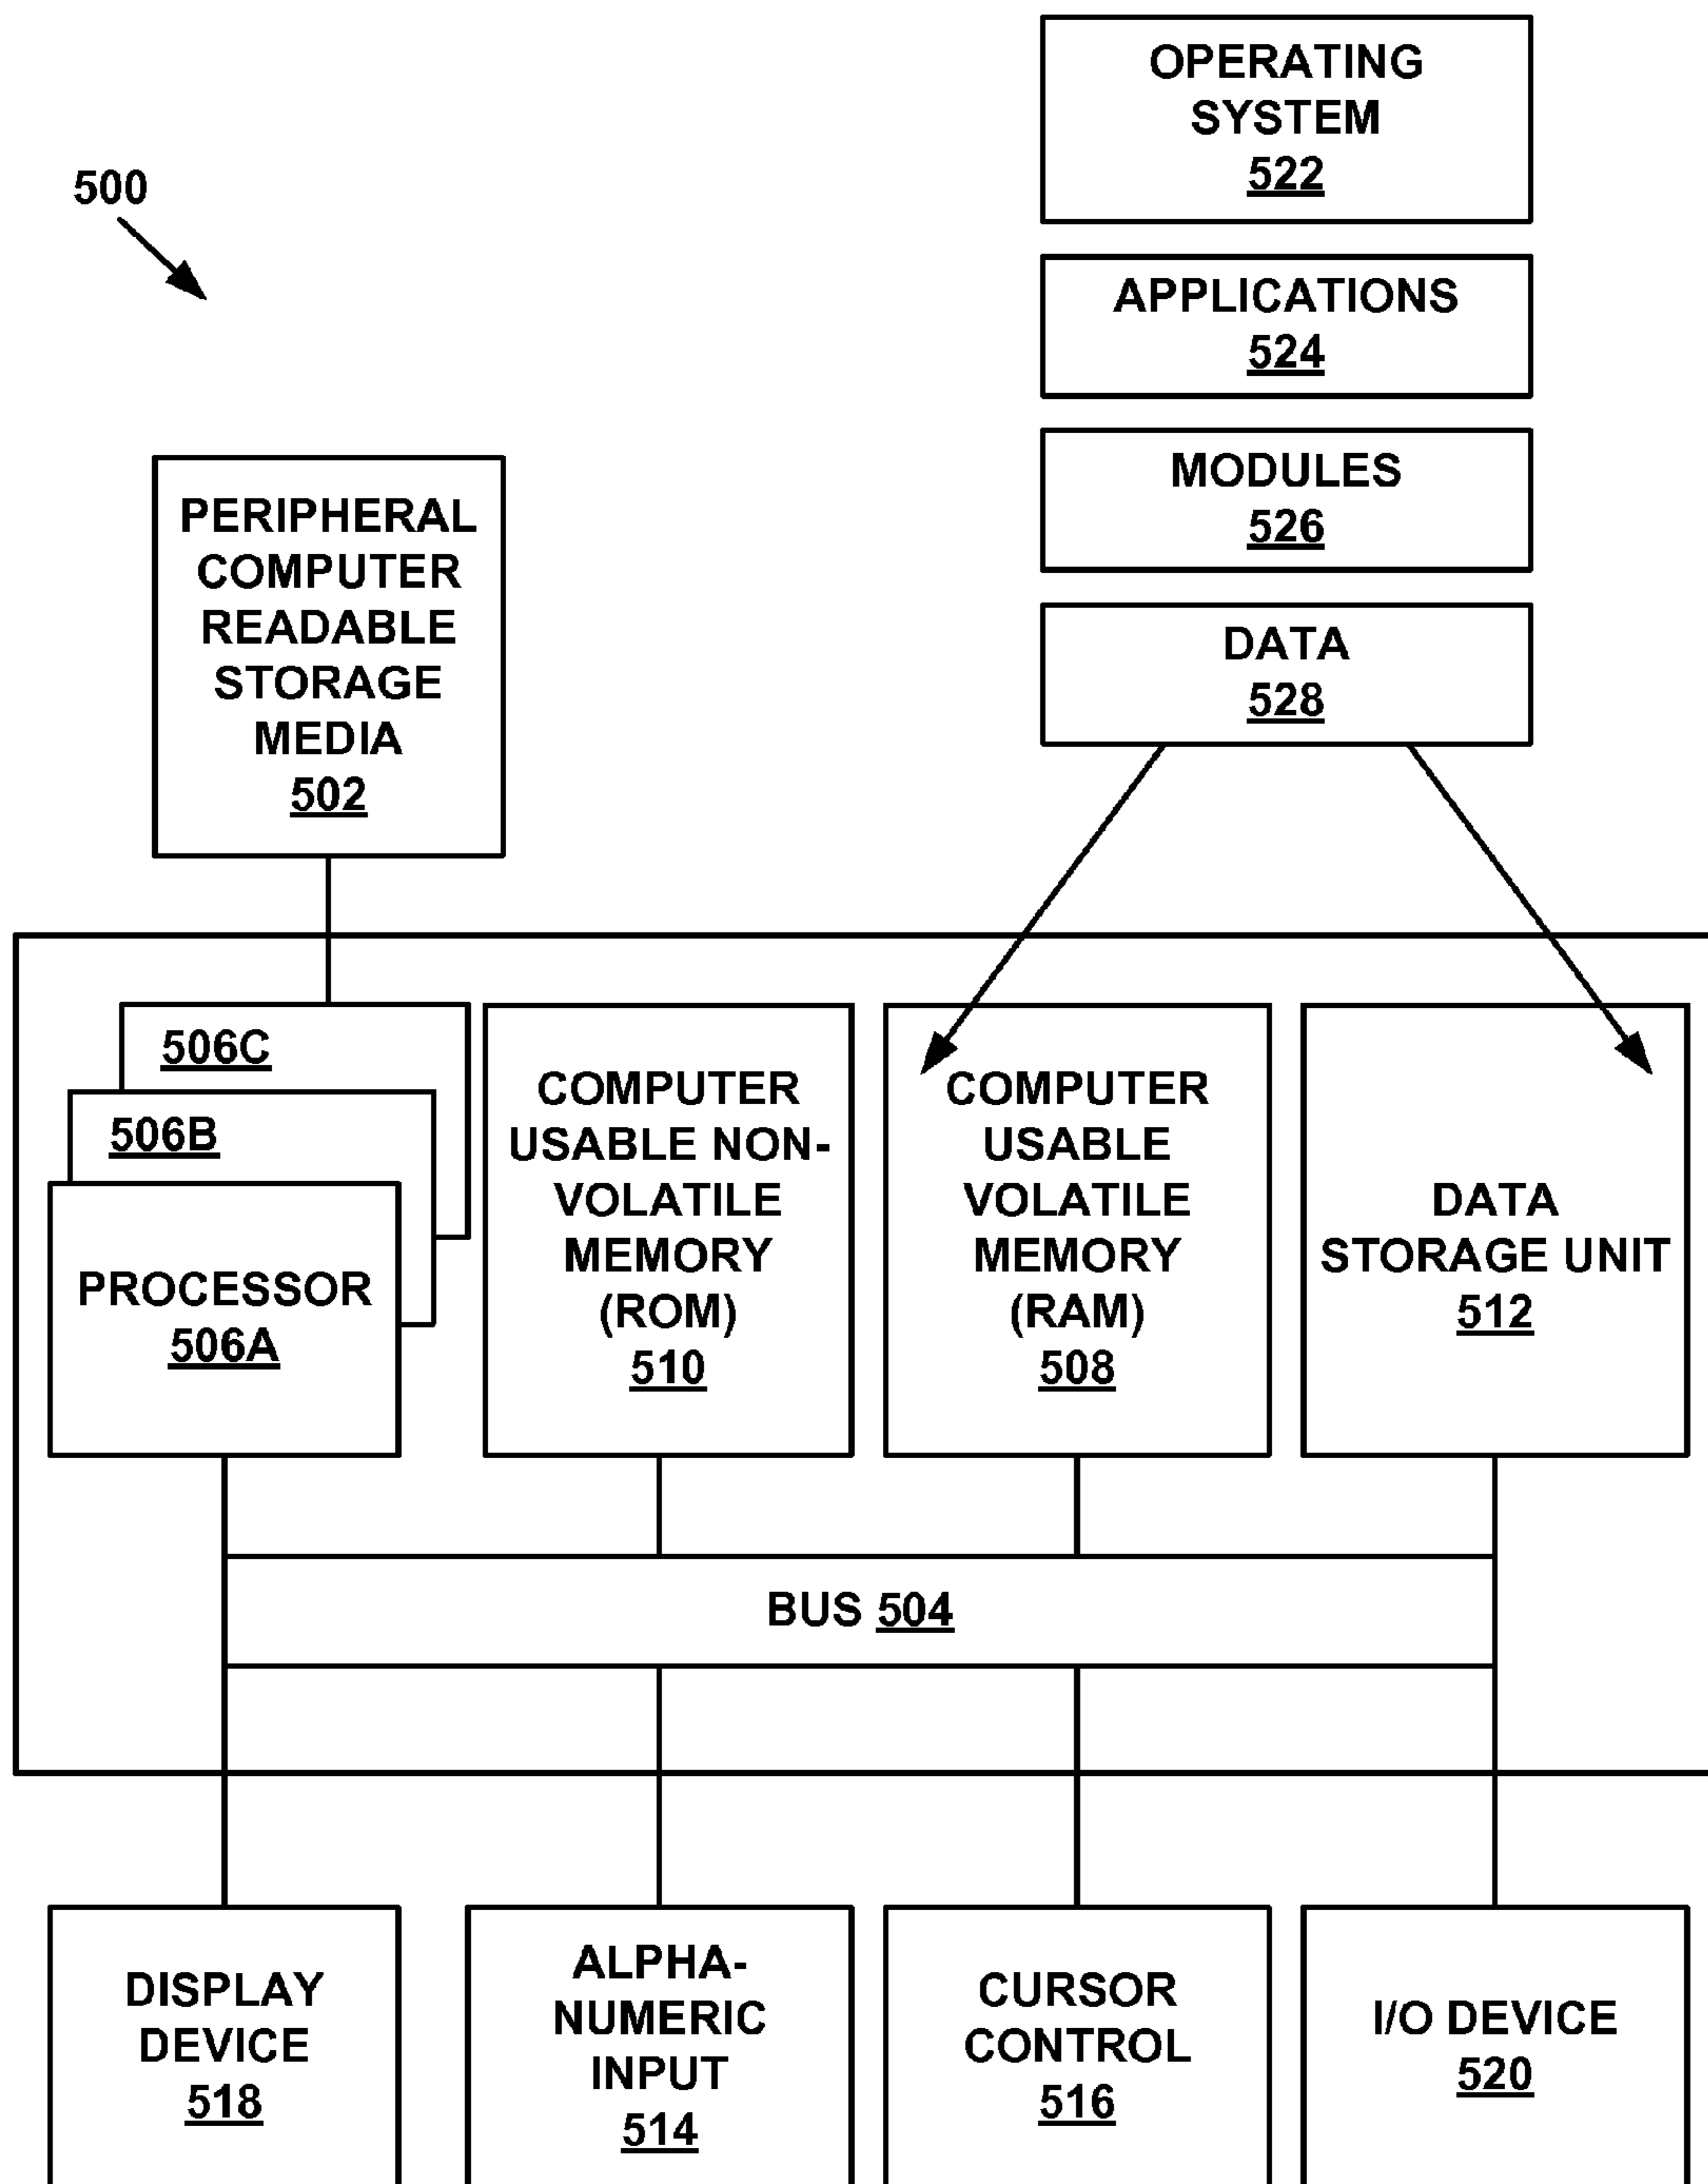 OPERATING
SYSTEM
522
500
APPLICATIONS
524
MODULES
526
PERIPHERAL
COMPUTER
READABLE
STORAGE
MEDIA
502
DATA
528
506C
506B
PROCESSOR
506A
COMPUTER
USABLE NON-
VOLATILE
MEMORY
(ROM)
510
COMPUTER
USABLE
VOLATILE
MEMORY
(RAM)
508
DATA
STORAGE UNIT
512
BUS 504
DISPLAY
DEVICE
518
ALPHA-
NUMERIC
INPUT
514
CURSOR
CONTROL
516
I/O DEVICE
520